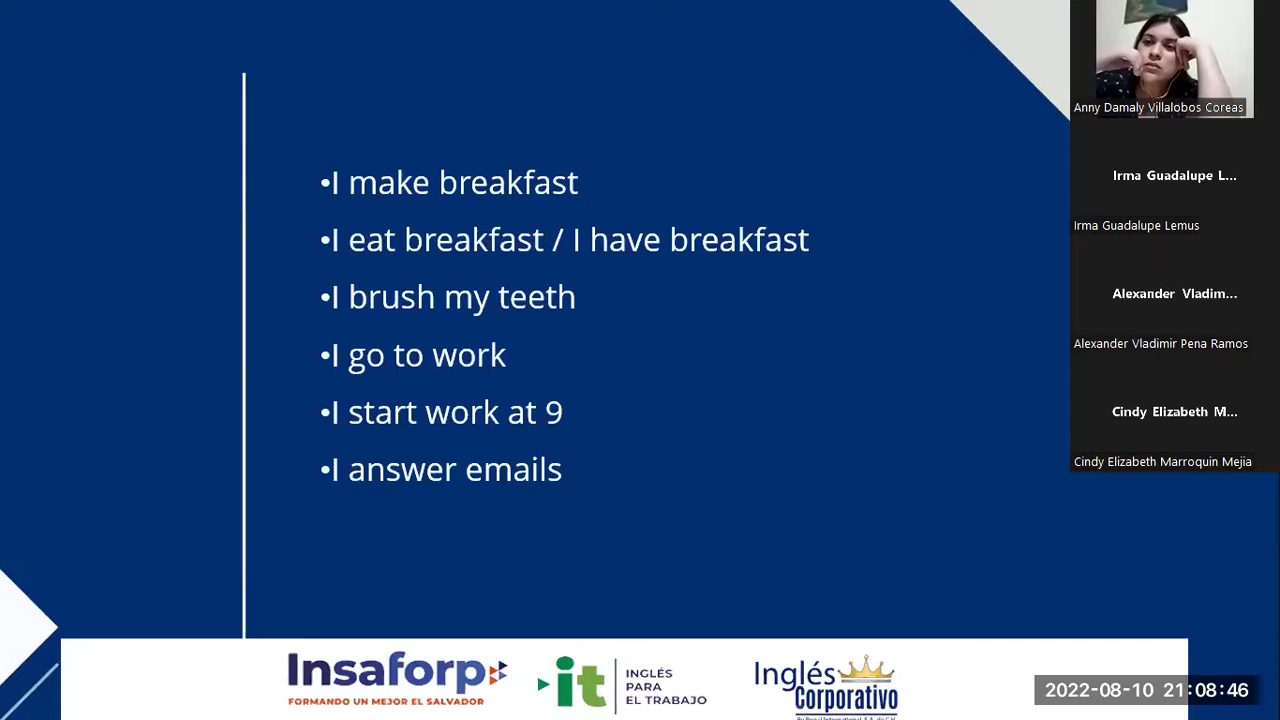 •I make breakfast
•I eat breakfast / I have breakfast
•I brush my teeth
•I go to work
•I start work at 9
•I answer emails
Anny Damaly Villalobos Coreas
Irma Guadalupe L...
Irma Guadalupe Lemus
Alexander Vladim...
Alexander Vladimir Pena Ramos
Cindy Elizabeth M...
Cindy Elizabeth Marroquin Mejia
Insaforp
FORMANDO UN MEJOR EL SALVADOR
it
INGLÉS
PARA
EL TRABAJO
Inglés
Corporativo
2022-08-10 21:08:46